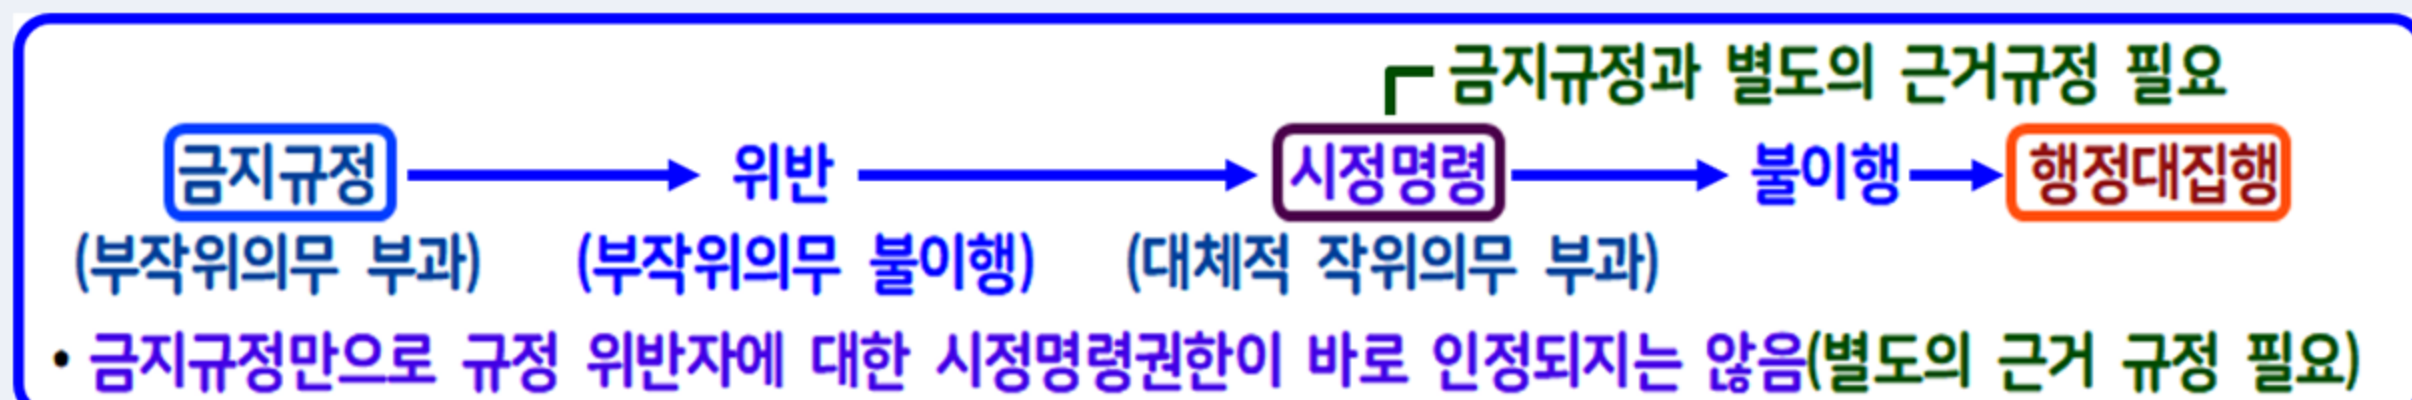 금지규정과 별도의 근거규정 필요
금지규정 위반 시정명령 불이행 행정대집행
(부작위의무 부과) (부작위의무 불이행) (대체적 작위의무 부과)
• 금지규정만으로 규정 위반자에 대한 시정명령권한이 바로 인정되지는 않음(별도의 근거 규정 필요)